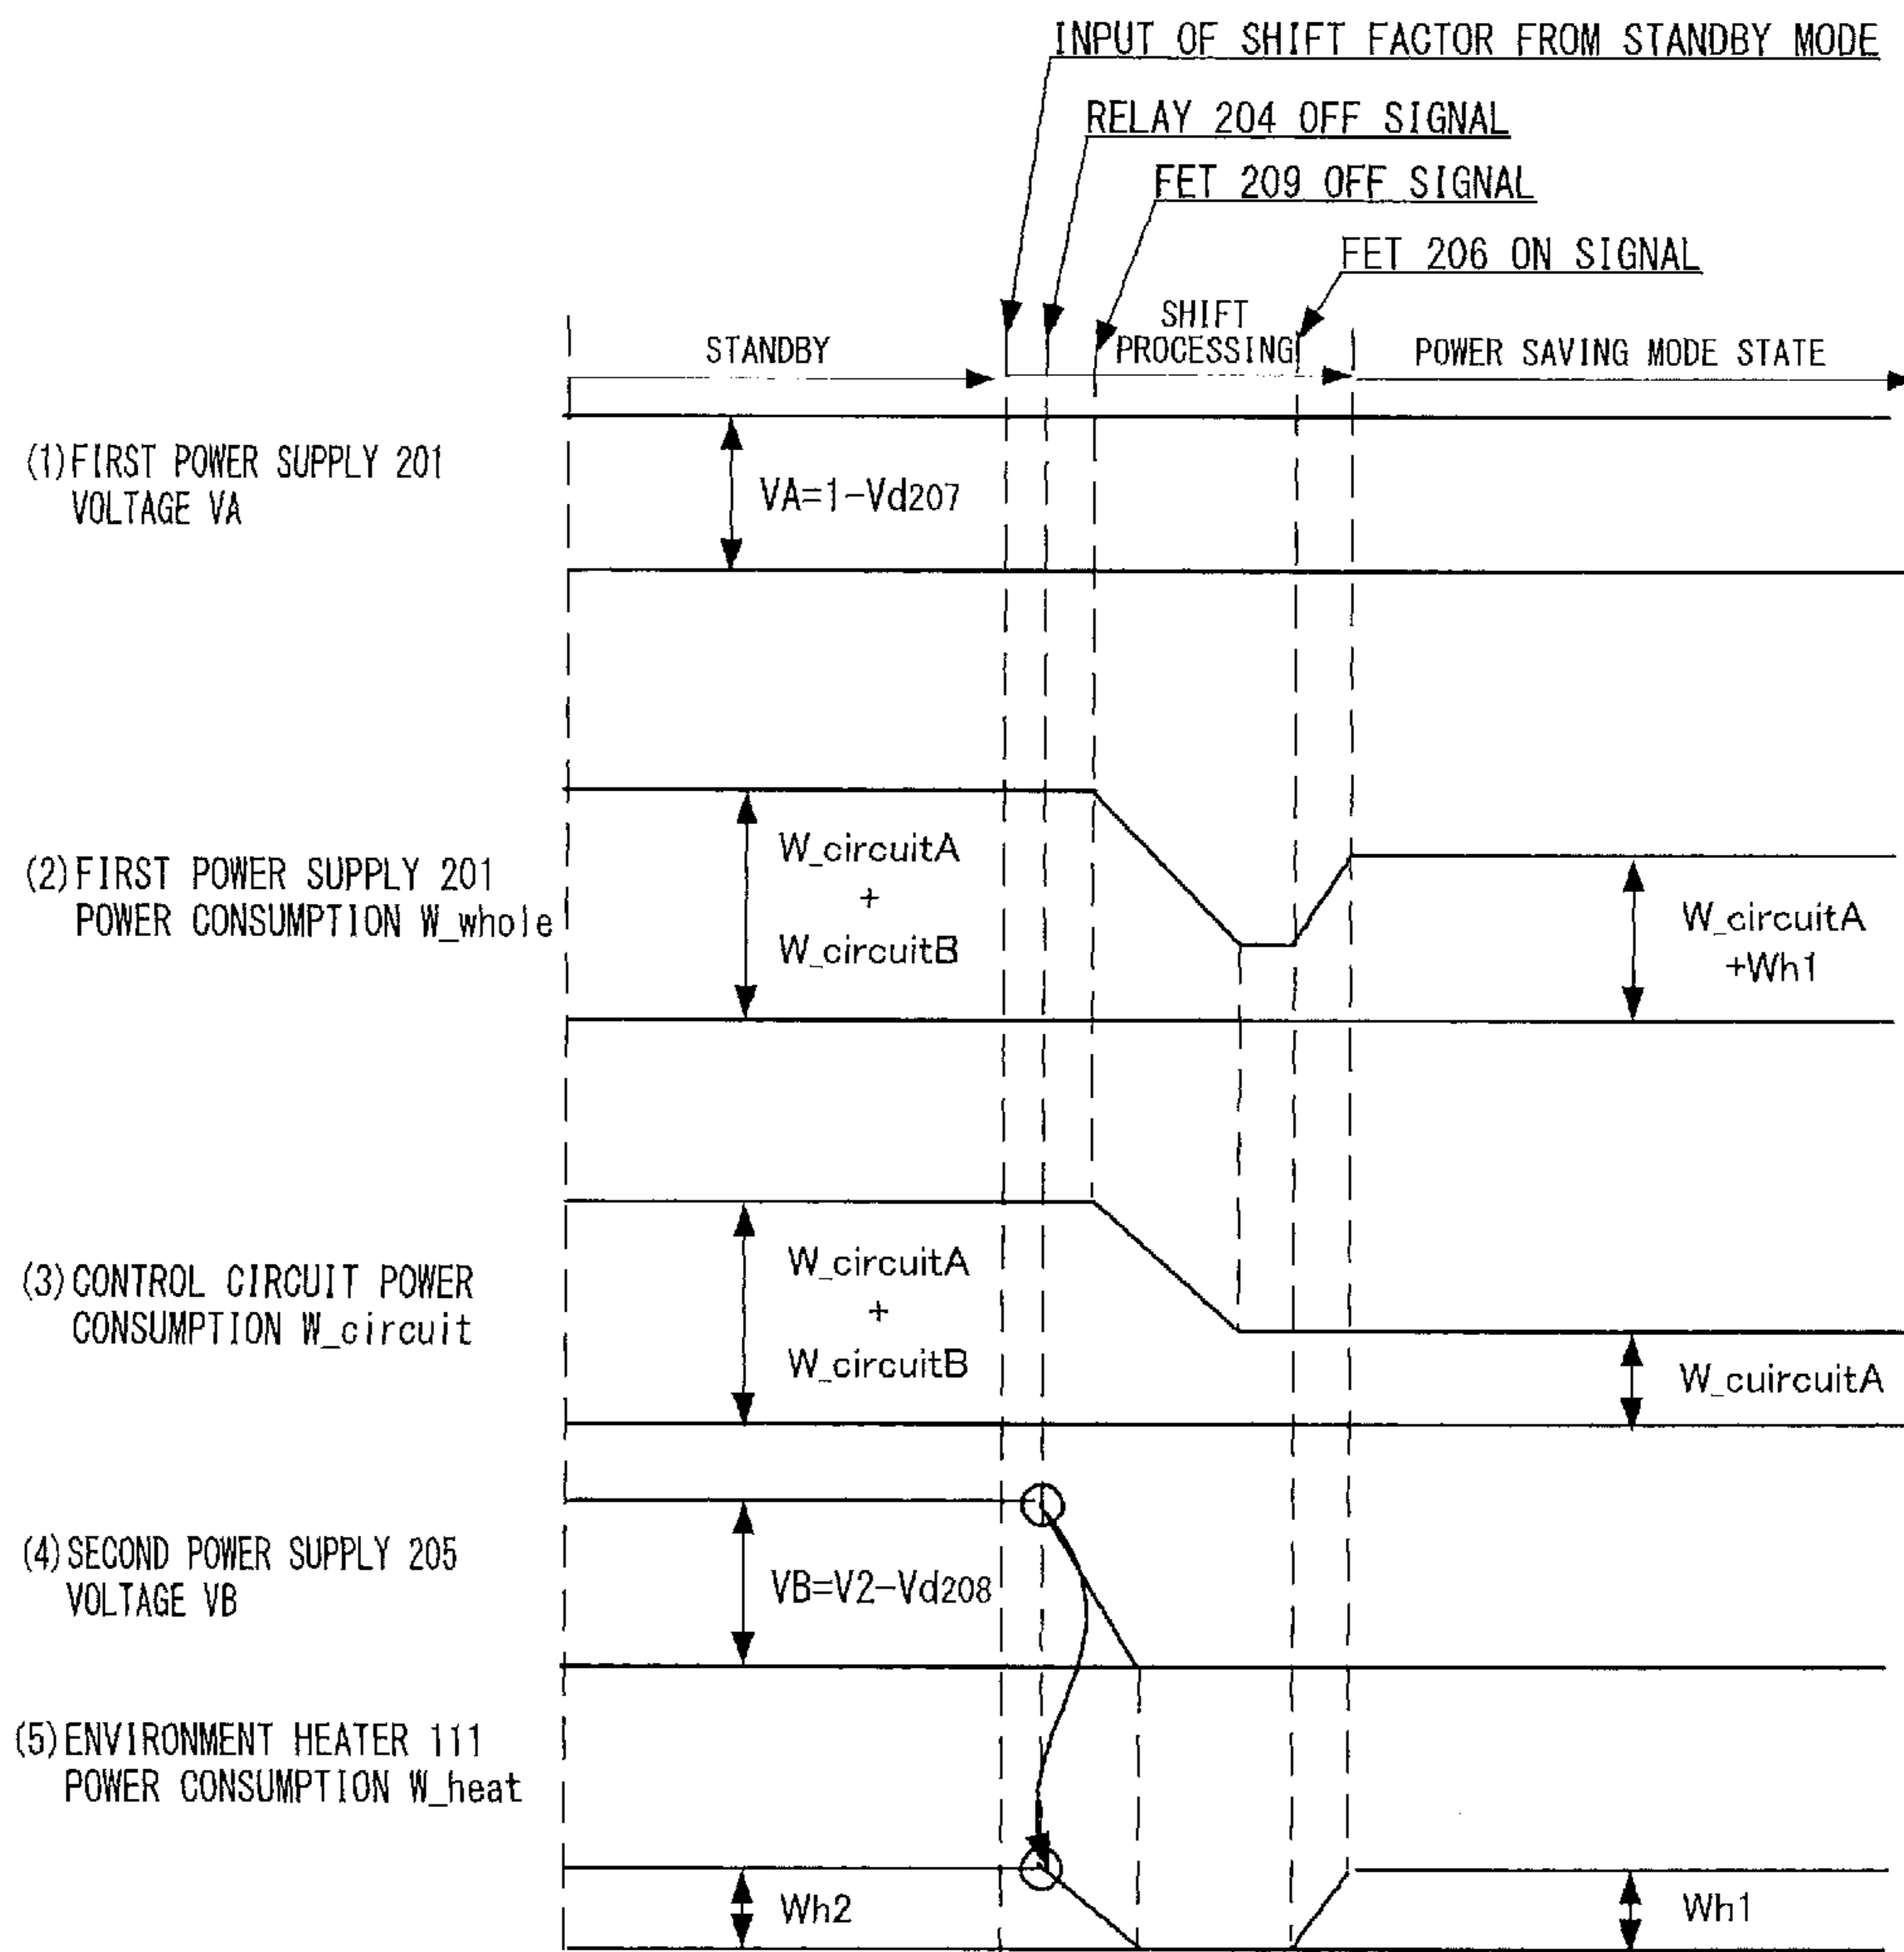 INPUT OF SHIFT FACTOR FROM STANDBY MODE
RELAY 204 OFF SIGNAL
FET 209 OFF SIGNAL
FET 206 ON SIGNAL
STANDBY
SHIFT
PROCESSING
POWER SAVING MODE STATE
(1)FIRST POWER SUPPLY 201
VOLTAGE VA
VA=1-Vd207
(2)FIRST POWER SUPPLY 201
POWER CONSUMPTION W_whole
W_circuitA
+
W_circuitB
W_circuitA
+Wh1
(3)CONTROL CIRCUIT POWER
CONSUMPTION W_circuit
W_circuitA
+
W_circuitB
W_cuircuitA
(4)SECOND POWER SUPPLY 205
VOLTAGE VB
VB=V2-Vd208
(5)ENVIRONMENT HEATER 111
POWER CONSUMPTION W_heat
Wh2
Wh1